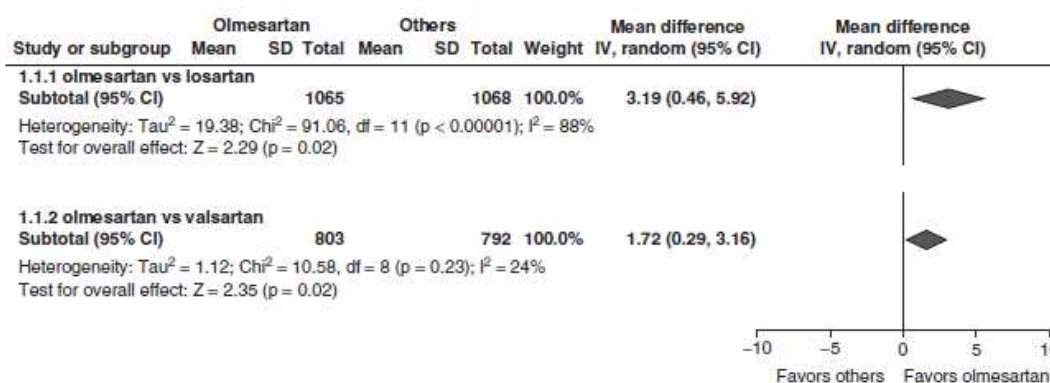 Olmesartan Others Mean difference Mean difference
Study or subgroup Mean SD Total Mean SD Total Weight IV, random (95% CI) IV, random (95% CI)
1.1.1 olmesartan vs losartan
Subtotal (95% CI) 1065 1068 100.0% 3.19 (0.46, 5.92)
Heterogeneity: Tau² = 19.38; Chi² = 91.06, df = 11 (p < 0.00001); I² = 88%
Test for overall effect: Z = 2.29 (p = 0.02)
1.1.2 olmesartan vs valsartan
Subtotal (95% CI) 803 792 100.0% 1.72 (0.29, 3.16)
Heterogeneity: Tau² = 1.12; Chi² = 10.58, df = 8 (p = 0.23); I² = 24%
Test for overall effect: Z = 2.35 (p = 0.02)
−10 −5 0 5
Favors others Favors olmesartan